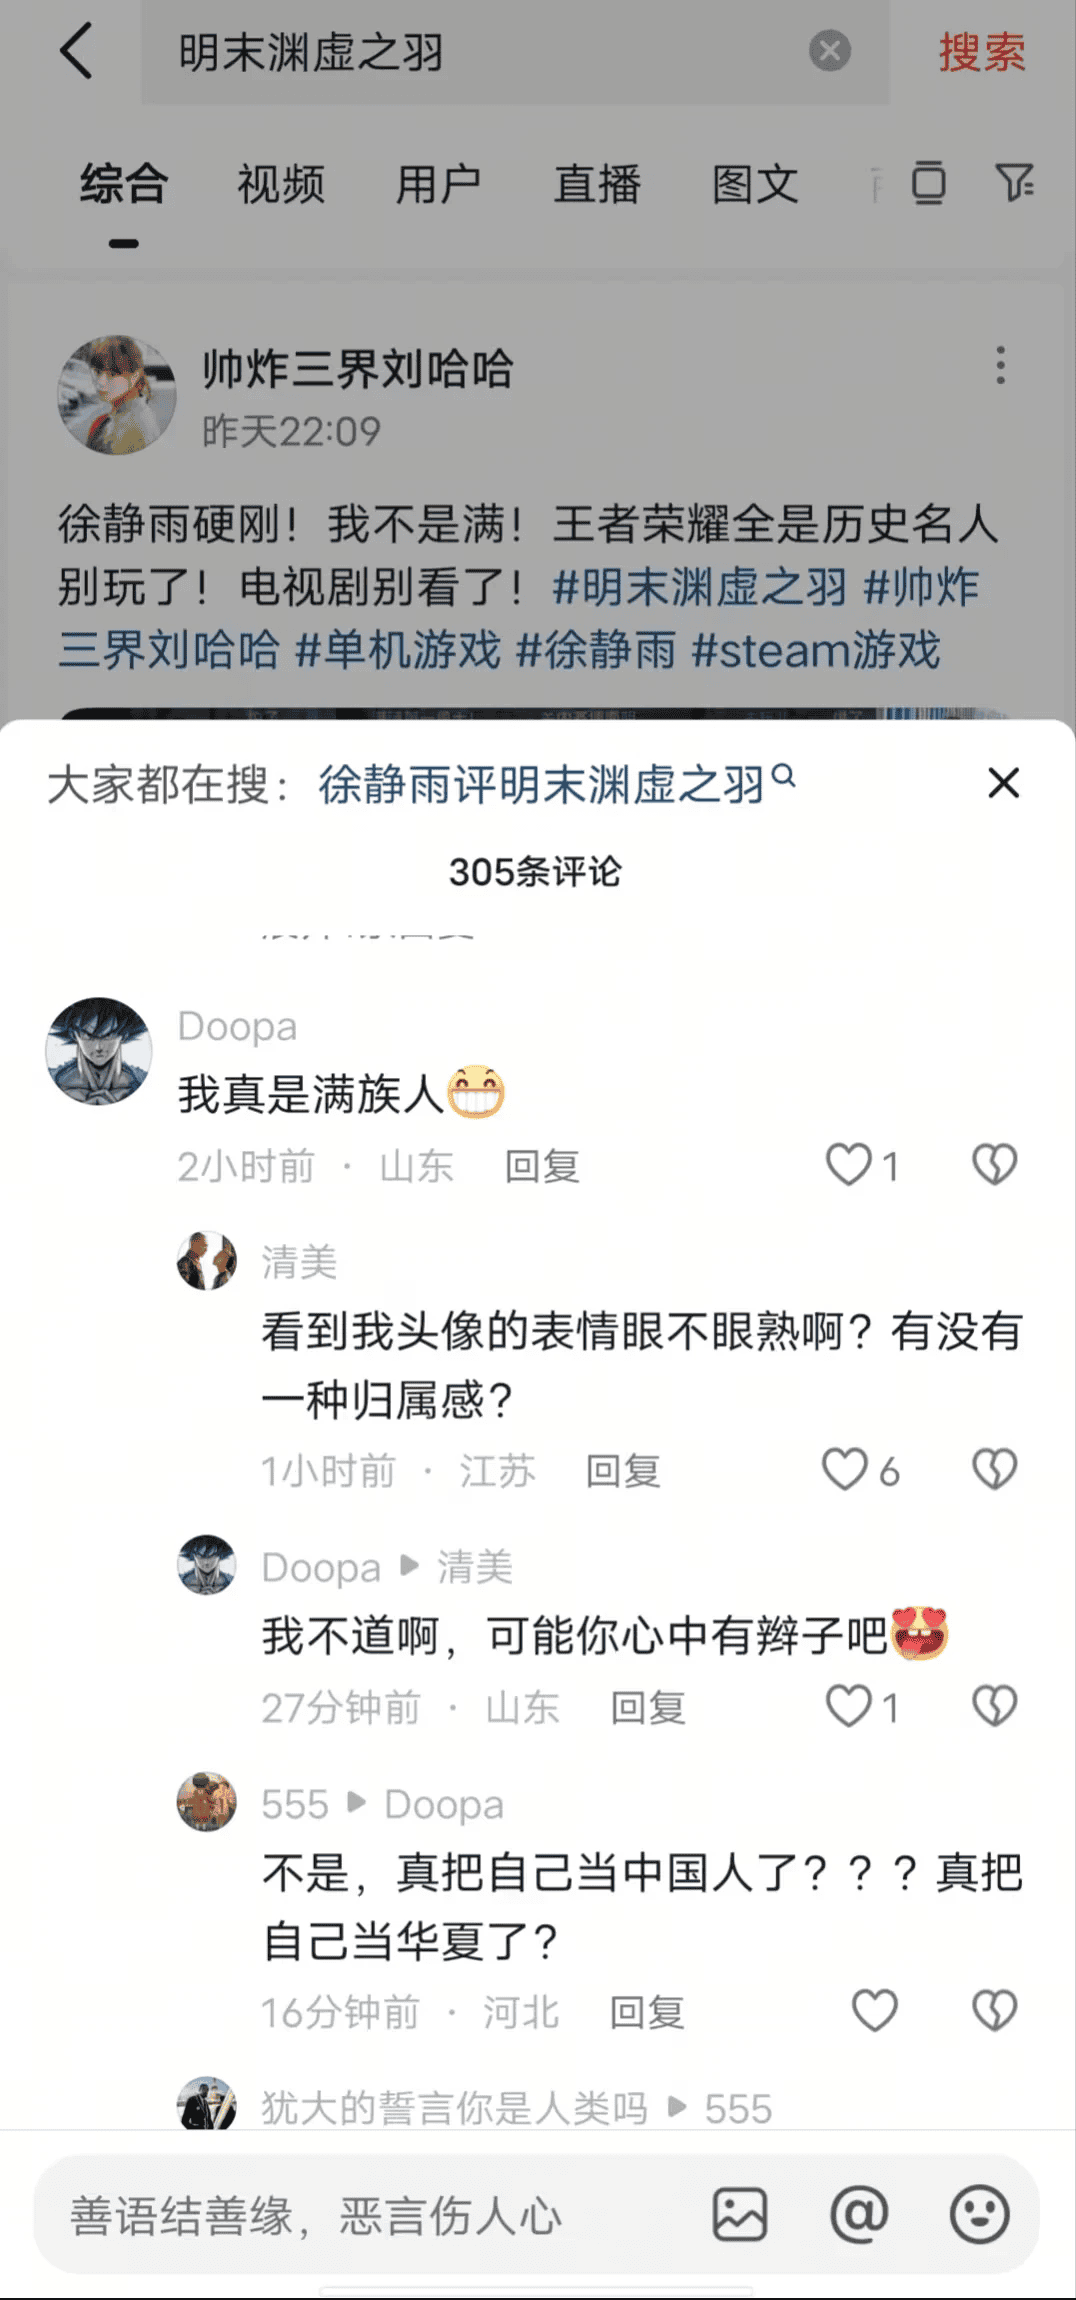 明末渊虚之羽
搜索
综合 视频 用户 直播 图文
帅炸三界刘哈哈
昨天22:09
徐静雨硬刚！我不是满！王者荣耀全是历史名人
别玩了！电视剧别看了！#明末渊虚之羽 #帅炸
三界刘哈哈 #单机游戏 #徐静雨 #steam游戏
大家都在搜：徐静雨评明末渊虚之羽
305条评论
Doopa
我真是满族人
2小时前 · 山东 回复 1
清美
看到我头像的表情眼不眼熟啊？有没有
一种归属感？
1小时前 · 江苏 回复 6
Doopa ▶ 清美
我不道啊，可能你心中有辫子吧
27分钟前 · 山东 回复 1
555 ▶ Doopa
不是，真把自己当中国人了？？？真把
自己当华夏了？
16分钟前 · 河北 回复
犹大的誓言你是人类吗 ▶ 555
善语结善缘，恶言伤人心